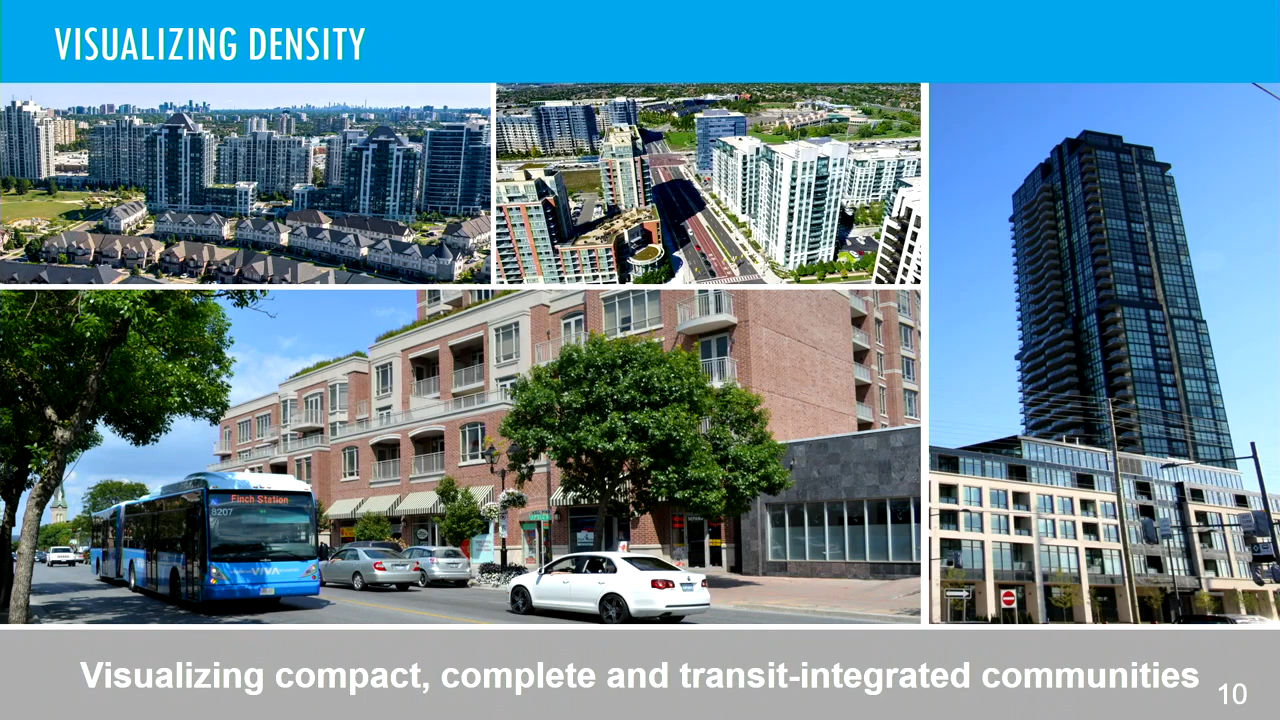 VISUALIZING DENSITY
Finch Station
8207
VIVA
Visualizing compact, complete and transit-integrated communities
10